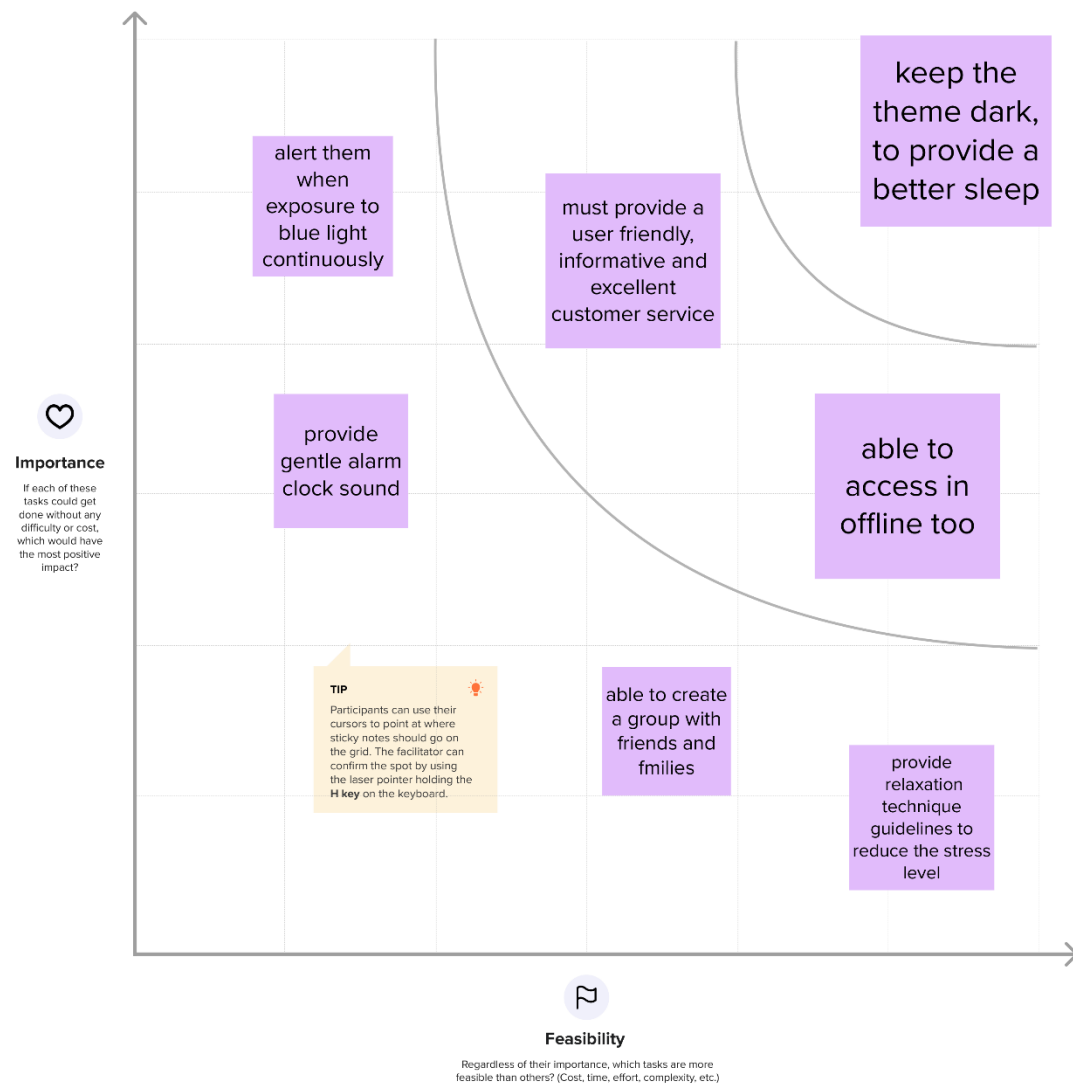 keep the
theme dark,
to provide a
better sleep
alert them
when
exposure to
blue light
continuously
must provide a
user friendly,
informative and
excellent
customer service
provide
gentle alarm
clock sound
able to
access in
offline too
Importance
If each of these
tasks could get
done without any
difficulty or cost,
which would have
the most positive
impact?
TIP
Participants can use their
cursors to point at where
sticky notes should go on
the grid. The facilitator can
confirm the spot by using
the laser pointer holding the
H key on the keyboard.
able to create
a group with
friends and
fmilies
provide
relaxation
technique
guidelines to
reduce the stress
level
Feasibility
Regardless of their importance, which tasks are more
feasible than others? (Cost, time, effort, complexity, etc.)